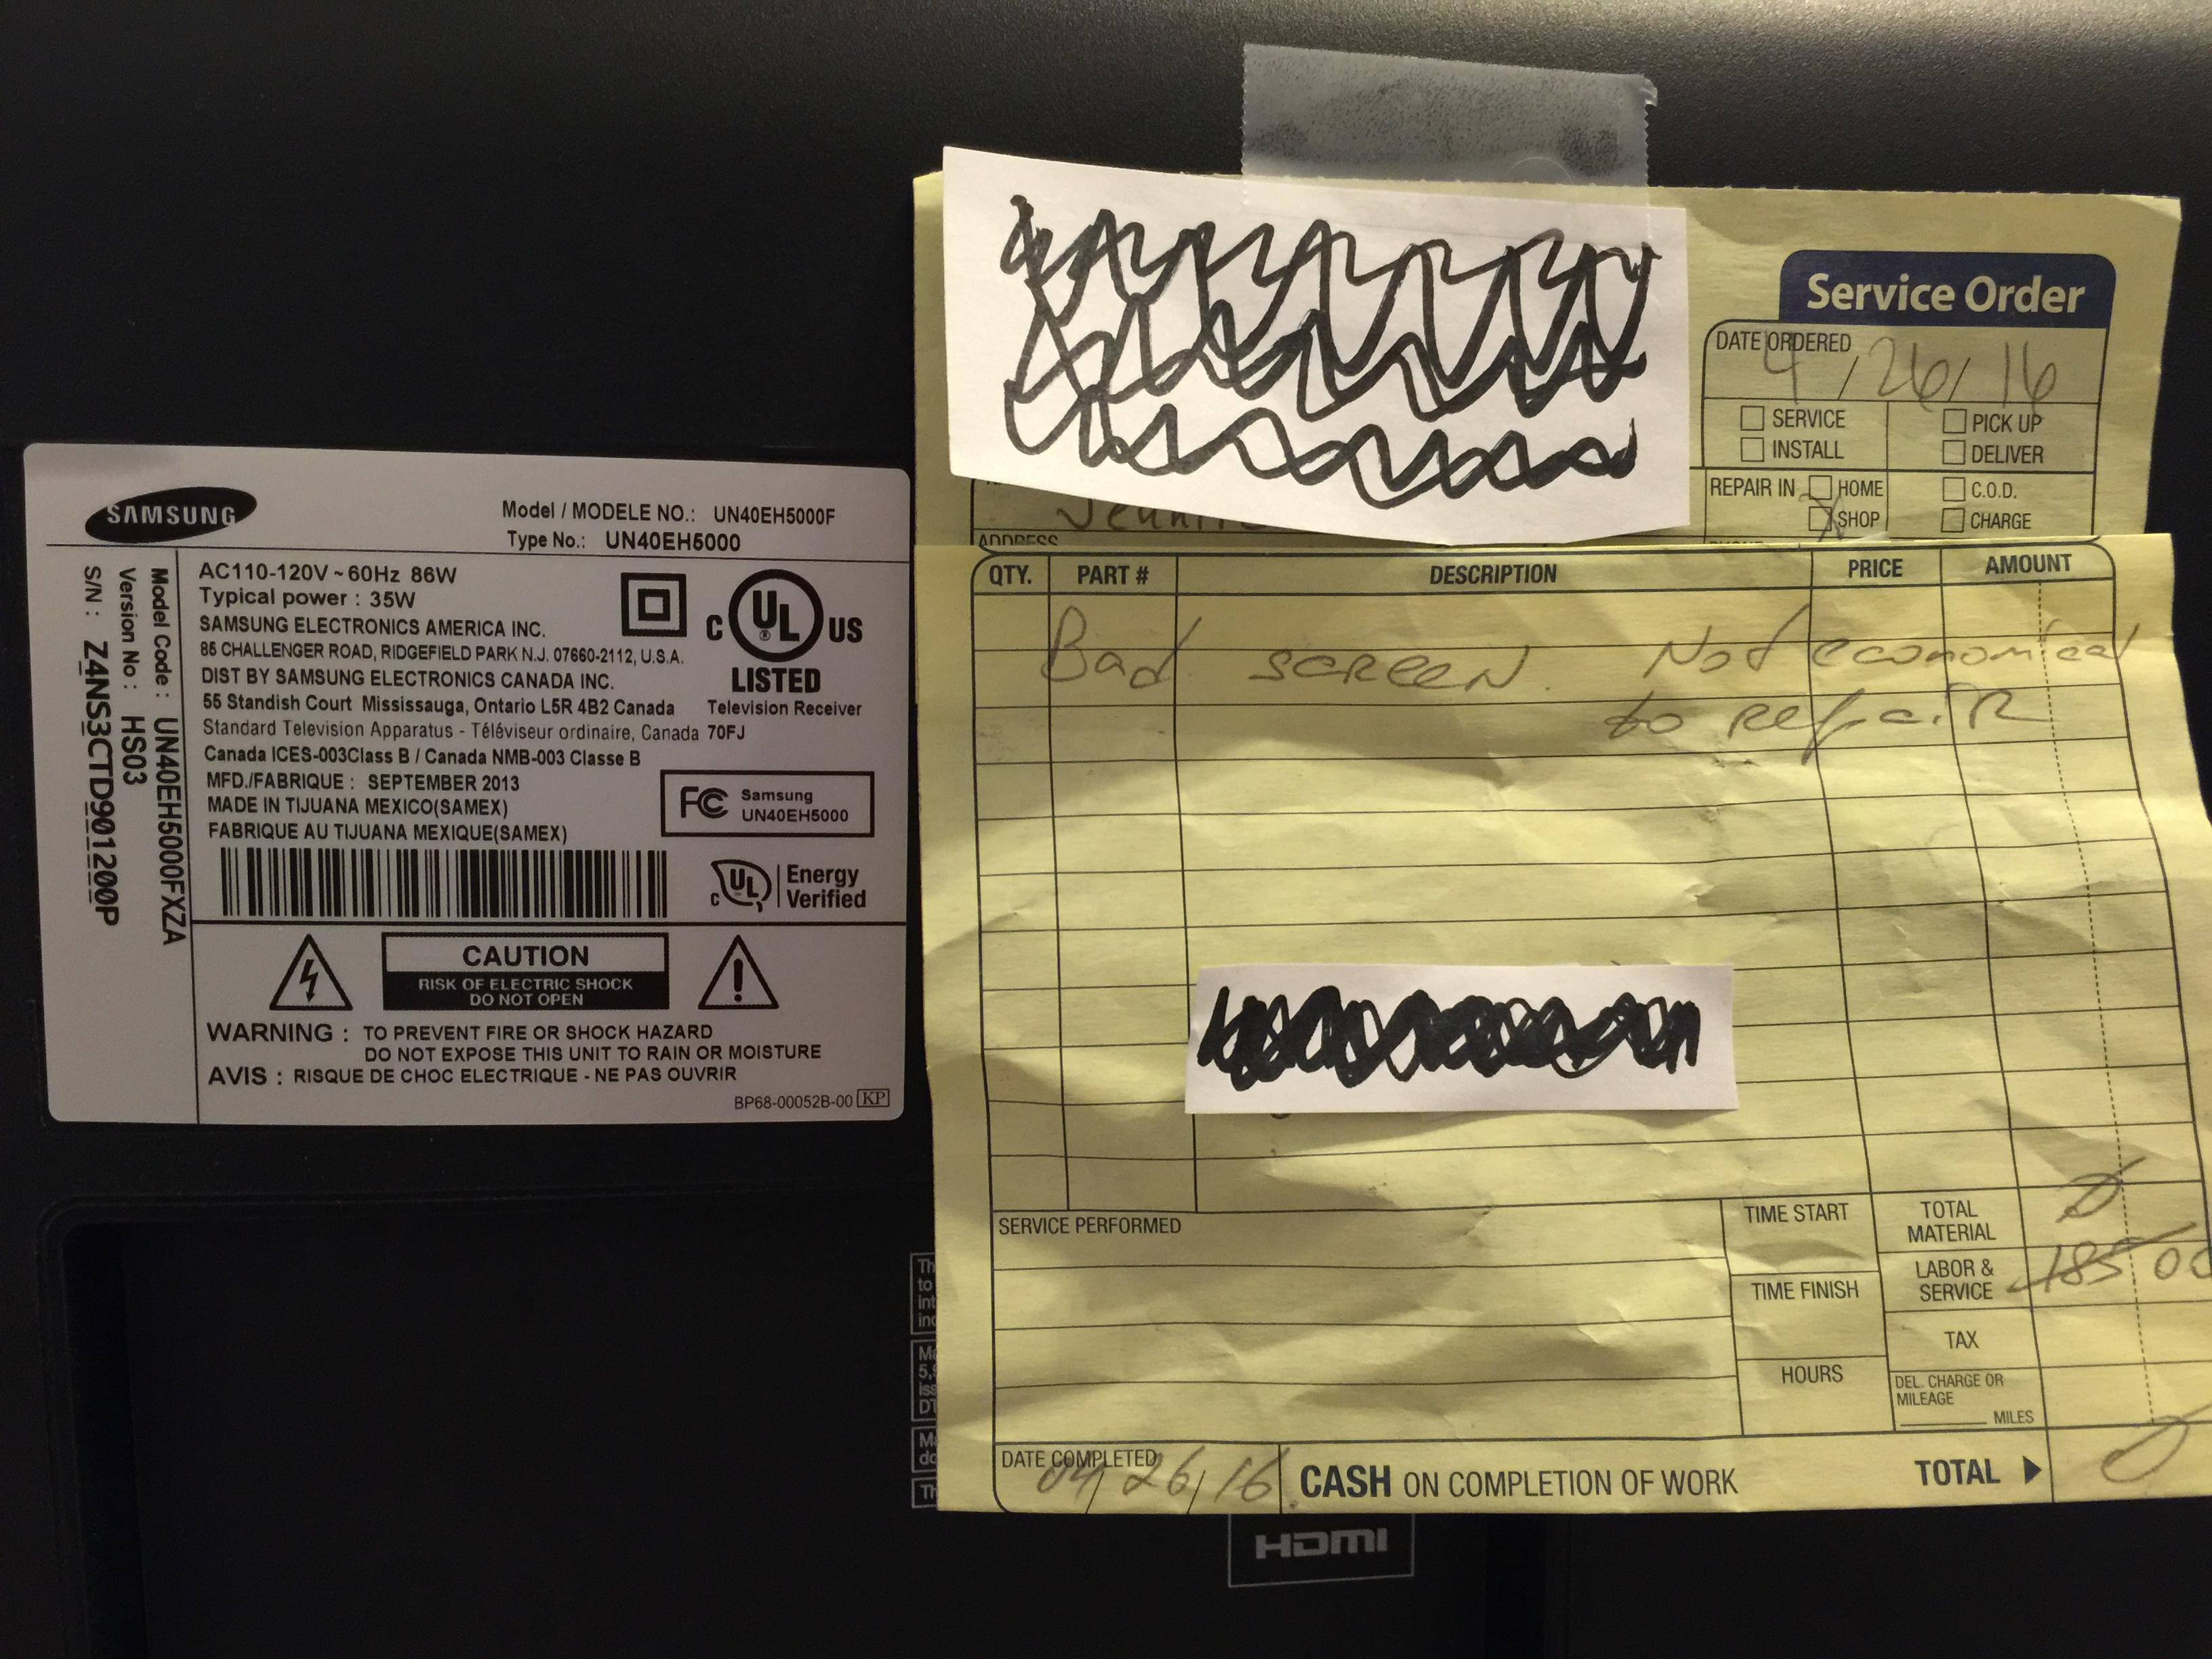 SAMSUNG
Model / MODELE NO.: UN40EH5000F
Type No.: UN40EH5000
AC110-120V ~ 60Hz 86W
Typical power : 35W
SAMSUNG ELECTRONICS AMERICA INC.
85 CHALLENGER ROAD, RIDGEFIELD PARK N.J. 07660-2112, U.S.A.
DIST BY SAMSUNG ELECTRONICS CANADA INC.
55 Standish Court Mississauga, Ontario L5R 4B2 Canada
Standard Television Apparatus - Téléviseur ordinaire, Canada
Canada ICES-003Class B / Canada NMB-003 Classe B
MFD./FABRIQUE : SEPTEMBER 2013
MADE IN TIJUANA MEXICO(SAMEX)
FABRIQUE AU TIJUANA MEXIQUE(SAMEX)
C UL ® US
LISTED
Television Receiver
70FJ
FC Samsung
UN40EH5000
c UL Energy
Verified
Model Code : UN40EH5000FXZA
Version No : HS03
S/N : Z4NS3CTD901200P
CAUTION
RISK OF ELECTRIC SHOCK
DO NOT OPEN
WARNING : TO PREVENT FIRE OR SHOCK HAZARD
DO NOT EXPOSE THIS UNIT TO RAIN OR MOISTURE
AVIS : RISQUE DE CHOC ELECTRIQUE - NE PAS OUVRIR
BP68-00052B-00 KP
Service Order
DATE ORDERED
4/26/16
SERVICE
PICK UP
INSTALL
DELIVER
REPAIR IN HOME
C.O.D.
X SHOP
CHARGE
ADDRESS
QTY. PART # DESCRIPTION PRICE AMOUNT
Bad screen. Not economical
to repair
SERVICE PERFORMED
TIME START
TIME FINISH
HOURS
TOTAL
MATERIAL
Ø
LABOR &
SERVICE
185 00
TAX
DEL. CHARGE OR
MILEAGE
MILES
DATE COMPLETED
04/26/16
CASH ON COMPLETION OF WORK
TOTAL
Ø
HDMI